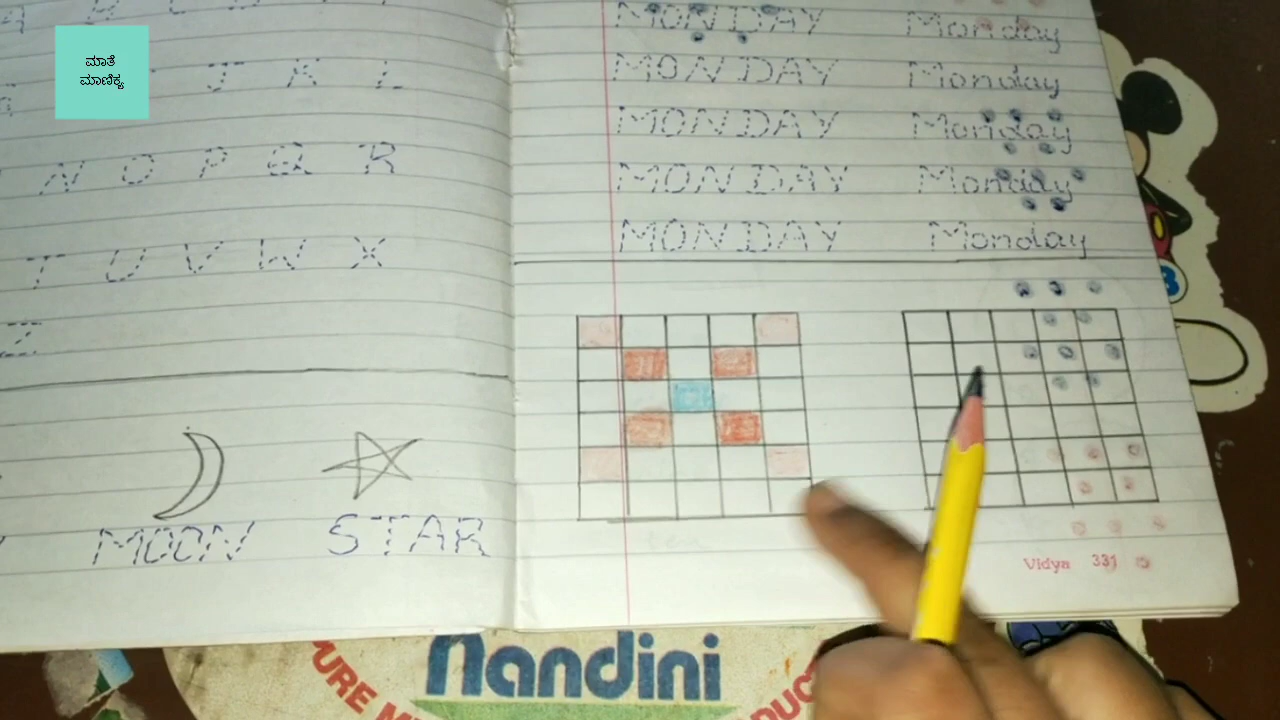 ಮಾತೆ
ಮಾಣಿಕ್ಯ
J K L
N O P Q R
T U V W X
Z
MOON STAR
MONDAY Monday
MONDAY Monday
MONDAY Monday
MONDAY Monday
MONDAY Monday
Vidya 331
Nandini